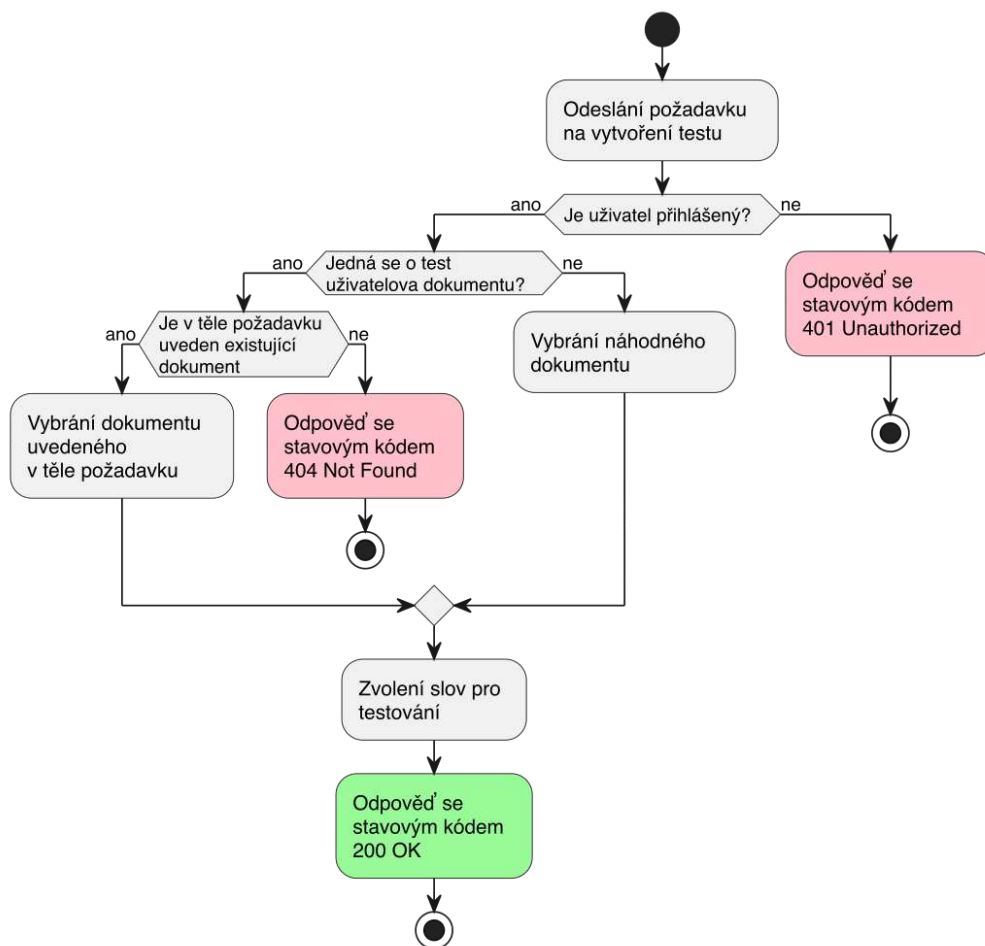 Odeslání požadavku
na vytvoření testu
ano
Je uživatel přihlášený?
ne
ano
Jedná se o test
uživatelova dokumentu?
ne
Odpověď se
stavovým kódem
401 Unauthorized
ano
Je v těle požadavku
uveden existující
dokument
ne
Vybrání náhodného
dokumentu
Vybrání dokumentu
uvedeného
v těle požadavku
Odpověď se
stavovým kódem
404 Not Found
Zvolení slov pro
testování
Odpověď se
stavovým kódem
200 OK